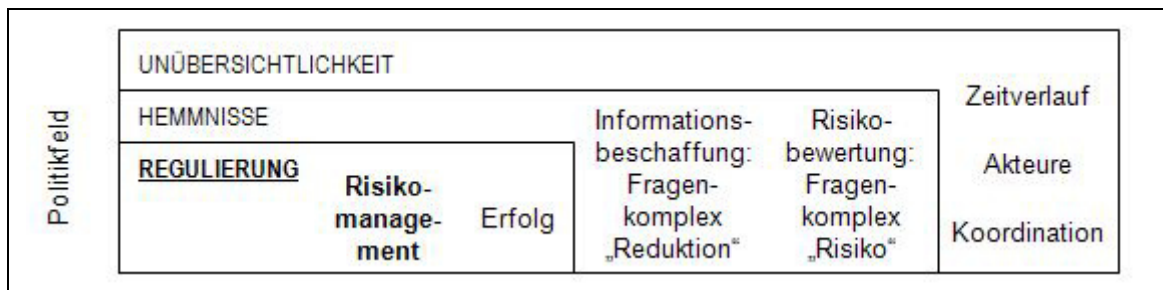 Politikfeld
UNÜBERSICHTLICHKEIT
HEMMNISSE
REGULIERUNG
Risiko-
manage-
ment
Erfolg
Informations-
beschaffung:
Fragen-
komplex
„Reduktion“
Risiko-
bewertung:
Fragen-
komplex
„Risiko“
Zeitverlauf
Akteure
Koordination